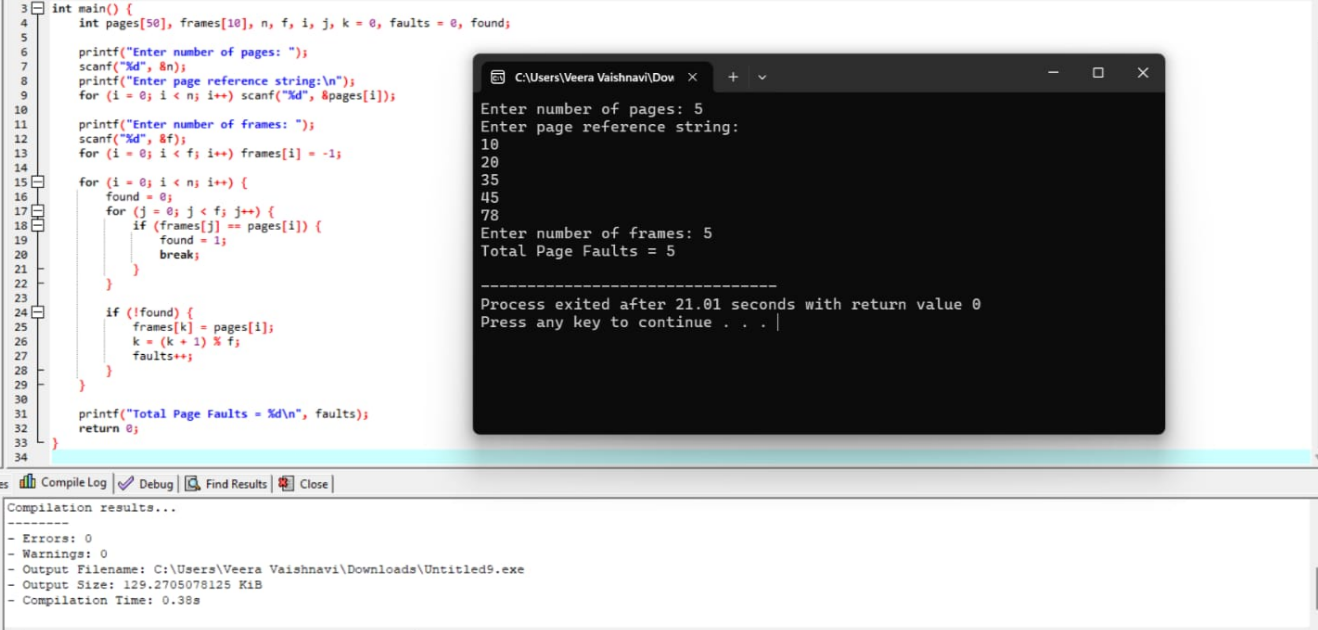 3 int main() {
4 int pages[50], frames[10], n, f, i, j, k = 0, faults = 0, found;
5
6 printf("Enter number of pages: ");
7 scanf("%d", &n);
8 printf("Enter page reference string:\n");
9 for (i = 0; i < n; i++) scanf("%d", &pages[i]);
10
11 printf("Enter number of frames: ");
12 scanf("%d", &f);
13 for (i = 0; i < f; i++) frames[i] = -1;
14
15 for (i = 0; i < n; i++) {
16 found = 0;
17 for (j = 0; j < f; j++) {
18 if (frames[j] == pages[i]) {
19 found = 1;
20 break;
21 }
22 }
23
24 if (!found) {
25 frames[k] = pages[i];
26 k = (k + 1) % f;
27 faults++;
28 }
29 }
30
31 printf("Total Page Faults = %d\n", faults);
32 return 0;
33 }
34
C:\Users\Veera Vaishnavi\Dow
Enter number of pages: 5
Enter page reference string:
10
20
35
45
78
Enter number of frames: 5
Total Page Faults = 5
--------------------------------
Process exited after 21.01 seconds with return value 0
Press any key to continue . . .
es Compile Log Debug Find Results Close
Compilation results...
--------
- Errors: 0
- Warnings: 0
- Output Filename: C:\Users\Veera Vaishnavi\Downloads\Untitled9.exe
- Output Size: 129.2705078125 KiB
- Compilation Time: 0.38s